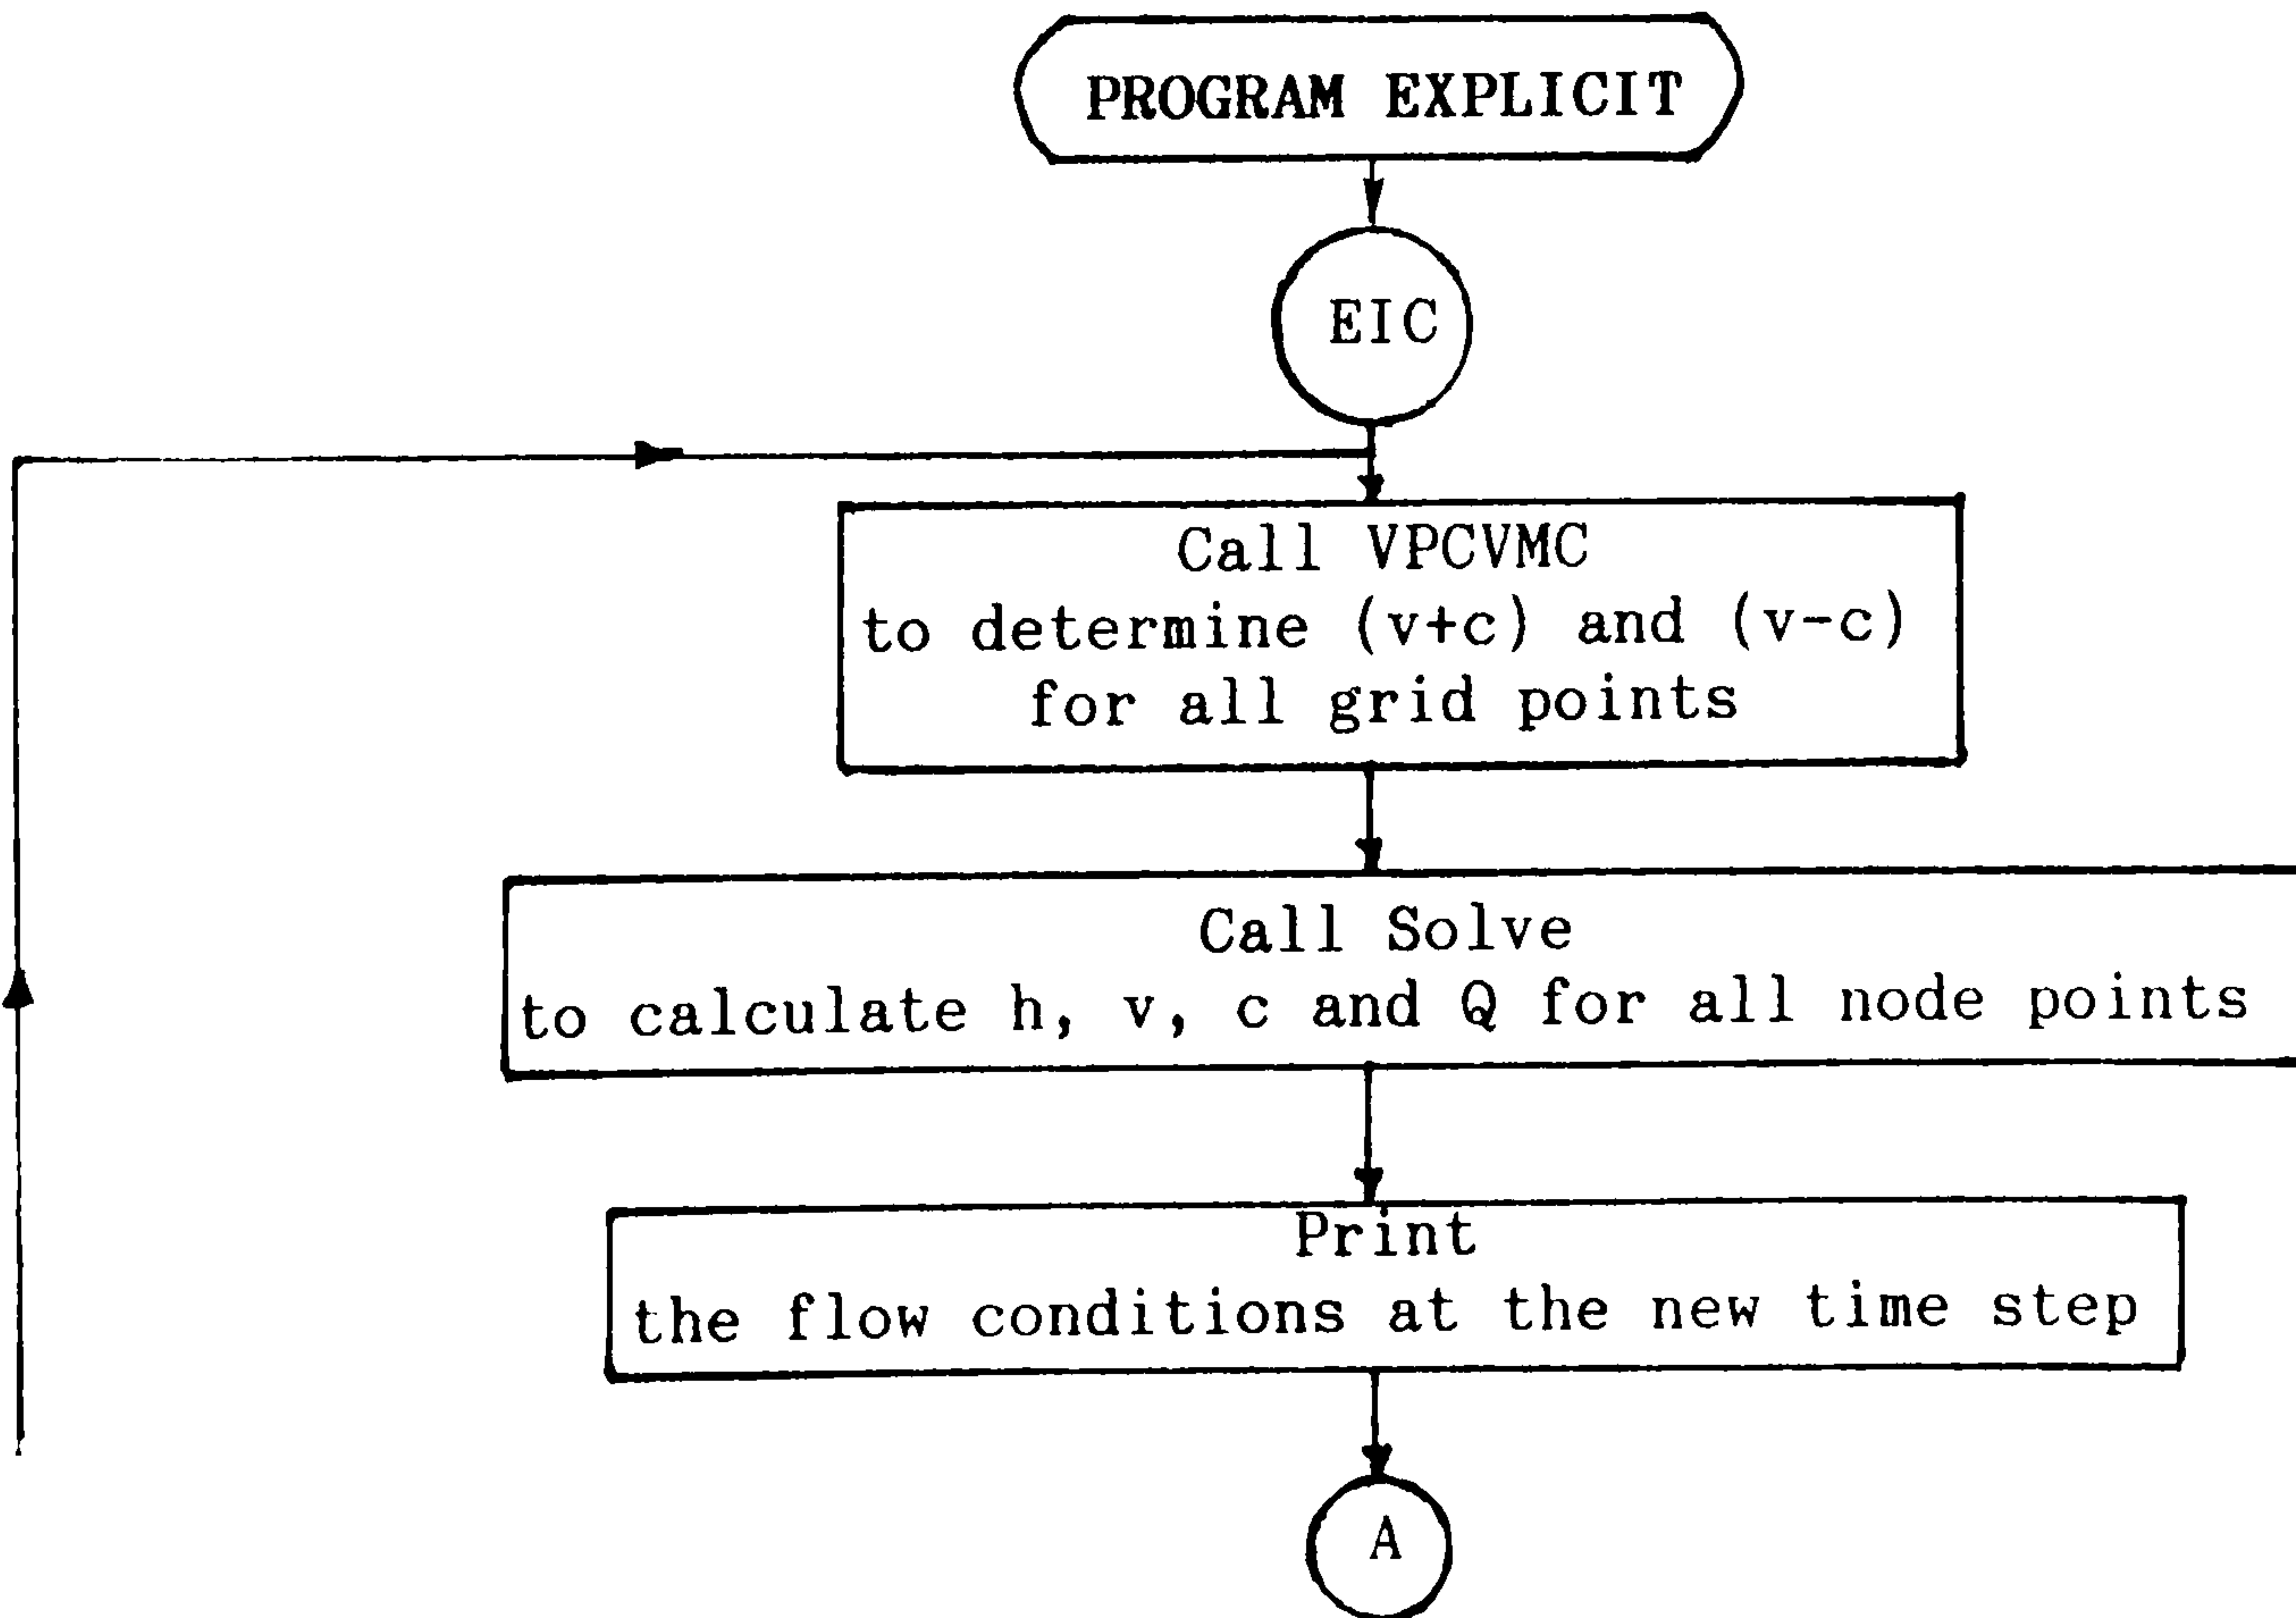 PROGRAM EXPLICIT
EIC
Call VPCVMC
to determine (v+c) and (v-c)
for all grid points
Call Solve
to calculate h, v, c and Q for all node points
Print
the flow conditions at the new time step
A